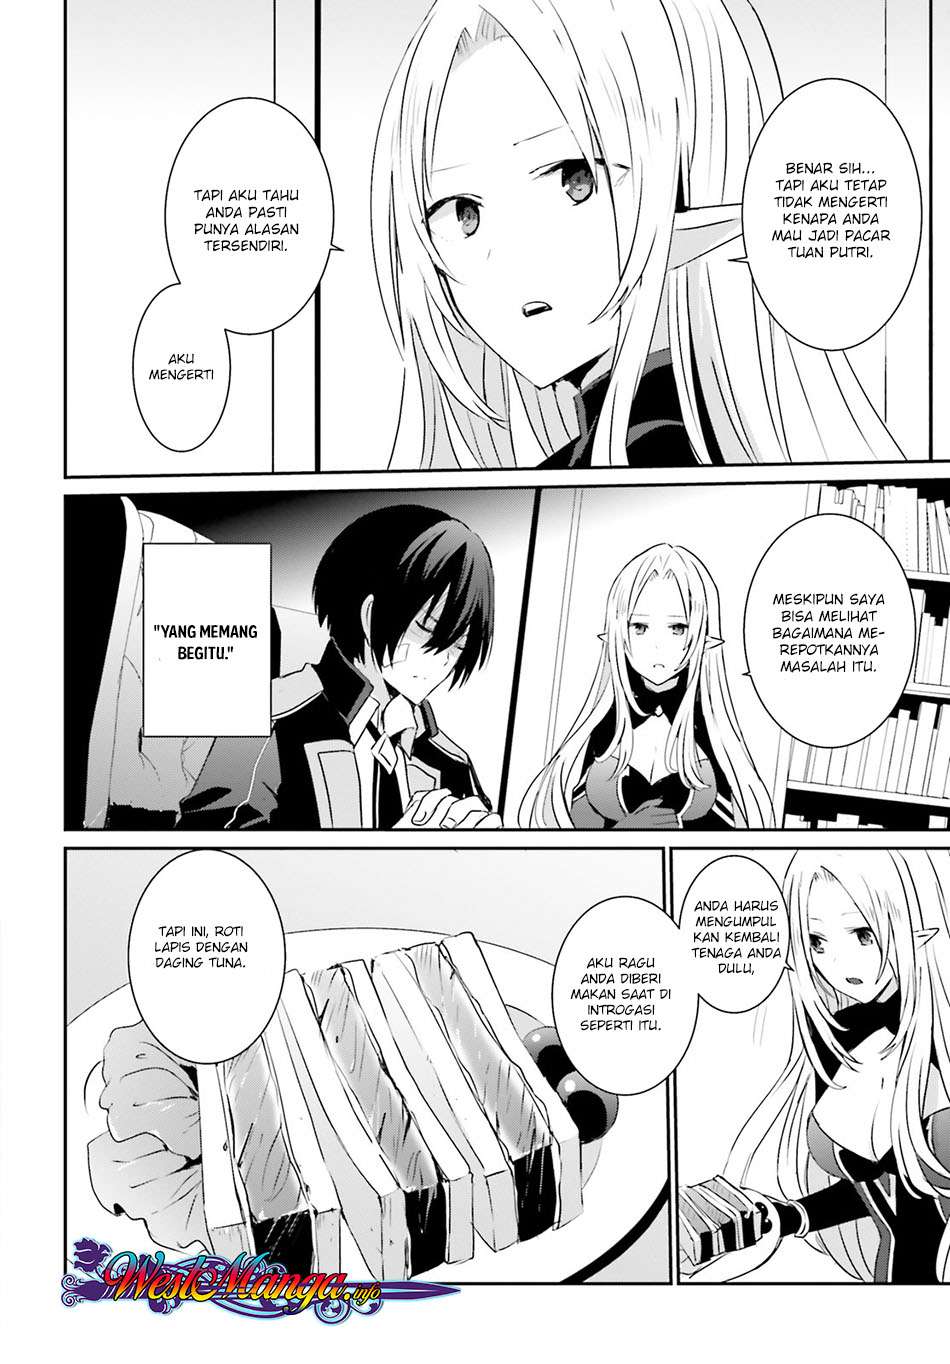 BENAR SIH...
TAPI AKU TETAP
TIDAK MENGERTI
KENAPA ANDA
MAU JADI PACAR
TUAN PUTRI.
TAPI AKU TAHU
ANDA PASTI
PUNYA ALASAN
TERSENDIRI.
AKU
MENGERTI
MESKIPUN SAYA
BISA MELIHAT
BAGAIMANA ME-
REPOTKANNYA
MASALAH ITU.
"YANG MEMANG
BEGITU."
ANDA HARUS
MENGUMPUL
KAN KEMBALI
TENAGA ANDA
DULU,
AKU RAGU
ANDA DIBERI
MAKAN SAAT DI
INTROGASI
SEPERTI ITU.
TAPI INI, ROTI
LAPIS DENGAN
DAGING TUNA.
WestManga.info